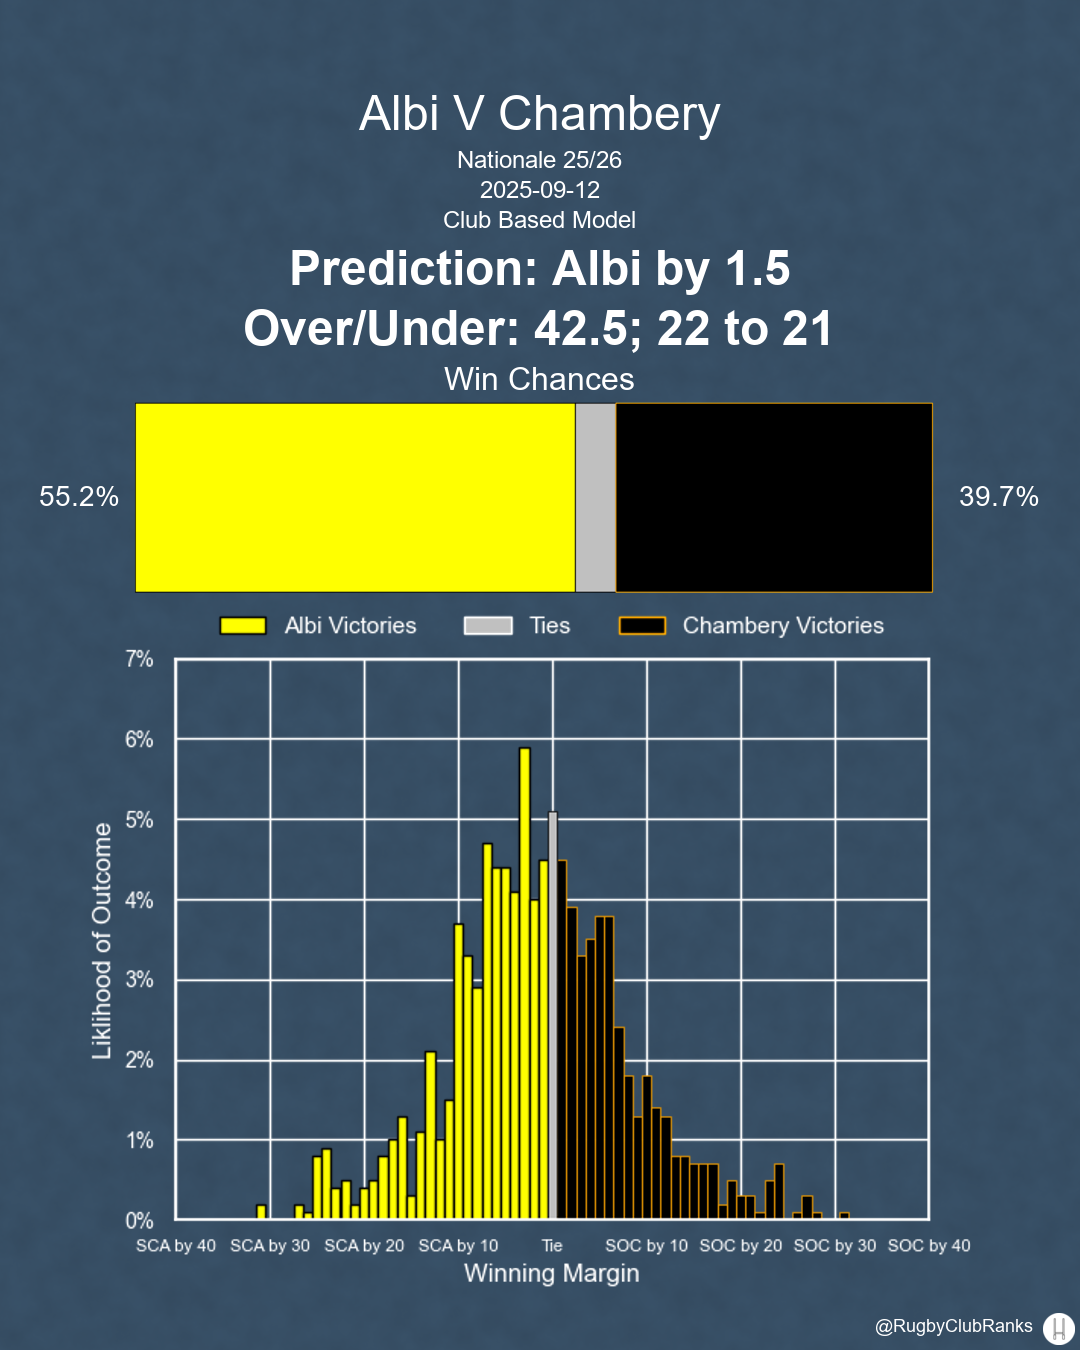 Albi V Chambery
Nationale 25/26
2025-09-12
Club Based Model
Prediction: Albi by 1.5
Over/Under: 42.5; 22 to 21
Win Chances
55.2%
39.7%
Albi Victories
Ties
Chambery Victories
7%
6%
5%
4%
3%
2%
1%
0%
Liklihood of Outcome
SCA by 40 SCA by 30 SCA by 20 SCA by 10 Tie SOC by 10 SOC by 20 SOC by 30 SOC by 40
Winning Margin
@RugbyClubRanks